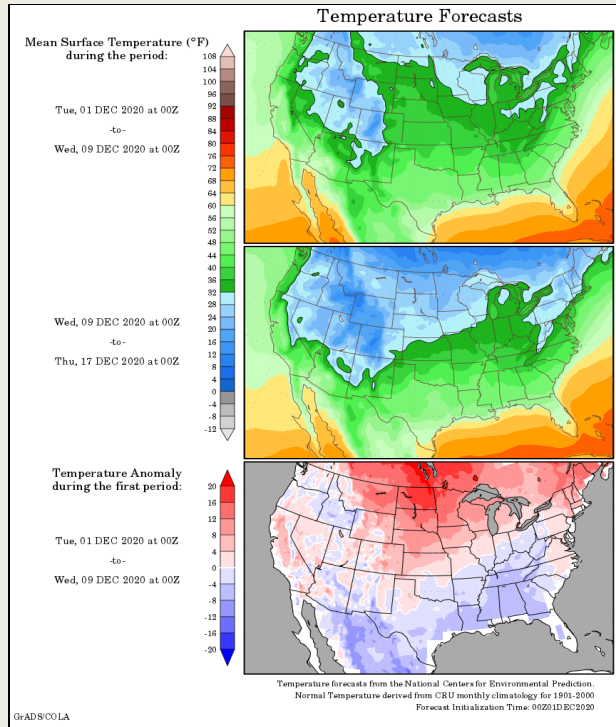 Temperature Forecasts
Mean Surface Temperature (°F)
during the period:
Tue, 01 DEC 2020 at 00Z
-to-
Wed, 09 DEC 2020 at 00Z
108
104
100
96
92
88
84
80
76
72
68
64
60
56
52
48
44
40
36
32
28
24
20
16
12
8
4
0
-4
-8
-12
Wed, 09 DEC 2020 at 00Z
-to-
Thu, 17 DEC 2020 at 00Z
Temperature Anomaly
during the first period:
Tue, 01 DEC 2020 at 00Z
-to-
Wed, 09 DEC 2020 at 00Z
20
16
12
8
4
0
-4
-8
-12
-16
-20
Temperature forecasts from the National Centers for Environmental Prediction.
Normal Temperature derived from CRU monthly climatology for 1901-2000
Forecast Initialization Time: 00Z01DEC2020
GrADS/COLA